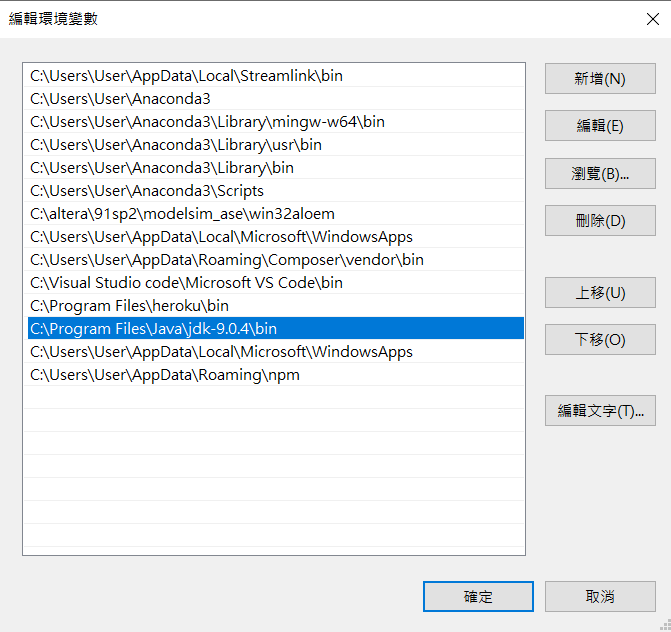 編輯環境變數
C:\Users\User\AppData\Local\Streamlink\bin
C:\Users\User\Anaconda3
C:\Users\User\Anaconda3\Library\mingw-w64\bin
C:\Users\User\Anaconda3\Library\usr\bin
C:\Users\User\Anaconda3\Library\bin
C:\Users\User\Anaconda3\Scripts
C:\altera\91sp2\modelsim_ase\win32aloem
C:\Users\User\AppData\Local\Microsoft\WindowsApps
C:\Users\User\AppData\Roaming\Composer\vendor\bin
C:\Visual Studio code\Microsoft VS Code\bin
C:\Program Files\heroku\bin
C:\Program Files\Java\jdk-9.0.4\bin
C:\Users\User\AppData\Local\Microsoft\WindowsApps
C:\Users\User\AppData\Roaming\npm
新增(N)
編輯(E)
瀏覽(B)...
刪除(D)
上移(U)
下移(O)
編輯文字(T)...
確定
取消